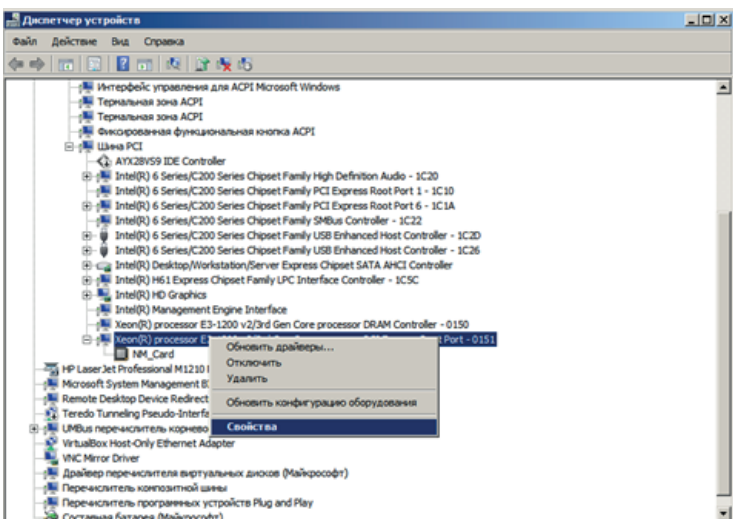 Диспетчер устройств
Файл Действие Вид Справка
Интерфейс управления для ACPI Microsoft Windows
Термальная зона ACPI
Термальная зона ACPI
Фиксированная функциональная кнопка ACPI
Шина PCI
AYX28VS9 IDE Controller
Intel(R) 6 Series/C200 Series Chipset Family High Definition Audio - 1C20
Intel(R) 6 Series/C200 Series Chipset Family PCI Express Root Port 1 - 1C10
Intel(R) 6 Series/C200 Series Chipset Family PCI Express Root Port 6 - 1C1A
Intel(R) 6 Series/C200 Series Chipset Family SMBus Controller - 1C22
Intel(R) 6 Series/C200 Series Chipset Family USB Enhanced Host Controller - 1C2D
Intel(R) 6 Series/C200 Series Chipset Family USB Enhanced Host Controller - 1C26
Intel(R) Desktop/Workstation/Server Express Chipset SATA AHCI Controller
Intel(R) H61 Express Chipset Family LPC Interface Controller - 1C5C
Intel(R) HD Graphics
Intel(R) Management Engine Interface
Xeon(R) processor E3-1200 v2/3rd Gen Core processor DRAM Controller - 0150
Xeon(R) processor Port - 0151
NM_Card
HP LaserJet Professional M1210
Microsoft System Management
Remote Desktop Device Redirect
Teredo Tunneling Pseudo-Interfa
UMBus перечислитель корнево
VirtualBox Host-Only Ethernet Adapter
VNC Mirror Driver
Драйвер перечислителя виртуальных дисков (Майкрософт)
Перечислитель композитной шины
Перечислитель программных устройств Plug and Play
Составная батарея (Майкрософт)
Обновить драйверы...
Отключить
Удалить
Обновить конфигурацию оборудования
Свойства